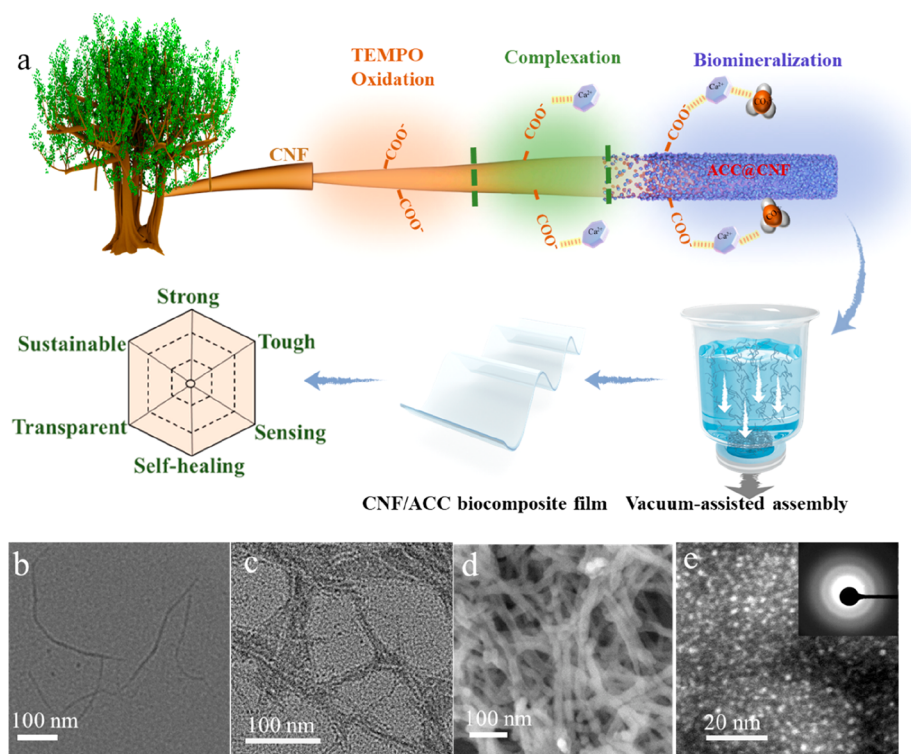 a
TEMPO
Oxidation
Complexation
Biomineralization
CNF
COO⁻
COO⁻
COO⁻
COO⁻
COO⁻
COO⁻
Ca²⁺
Ca²⁺
Ca²⁺
Ca²⁺
ACC@CNF
Strong
Sustainable
Tough
Transparent
Sensing
Self-healing
CNF/ACC biocomposite film
Vacuum-assisted assembly
b
100 nm
c
100 nm
d
100 nm
e
20 nm